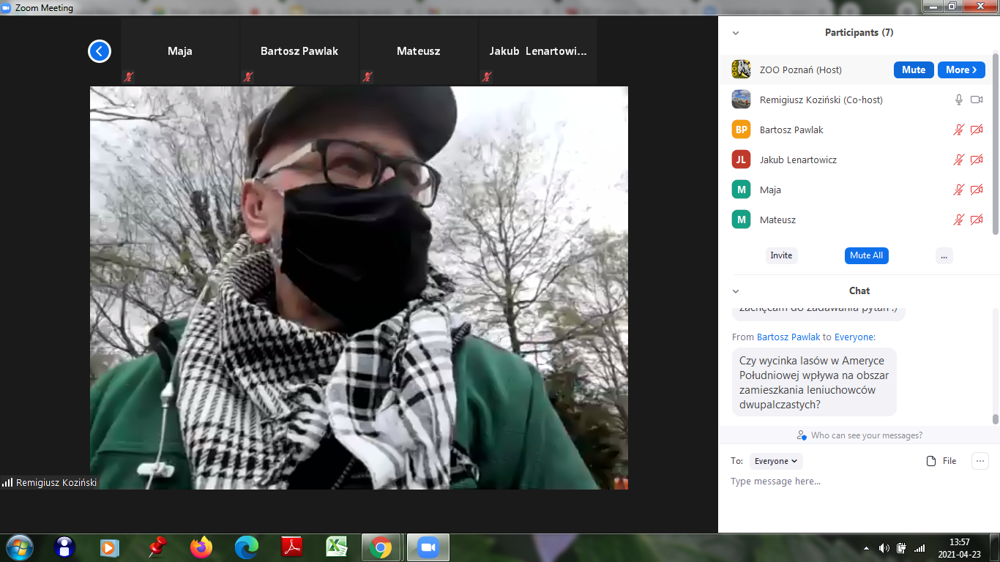 Zoom Meeting
Maja
Bartosz Pawlak
Mateusz
Jakub Lenartowi...
Remigiusz Koziński
Participants (7)
ZOO Poznań (Host)
Mute
More
Remigiusz Koziński (Co-host)
BP
Bartosz Pawlak
JL
Jakub Lenartowicz
M
Maja
M
Mateusz
Invite
Mute All
...
Chat
zachęcam do zadawania pytań :)
From Bartosz Pawlak to Everyone:
Czy wycinka lasów w Ameryce
Południowej wpływa na obszar
zamieszkania leniuchowców
dwupalczastych?
Who can see your messages?
To:
Everyone
File
...
Type message here...
13:57
2021-04-23